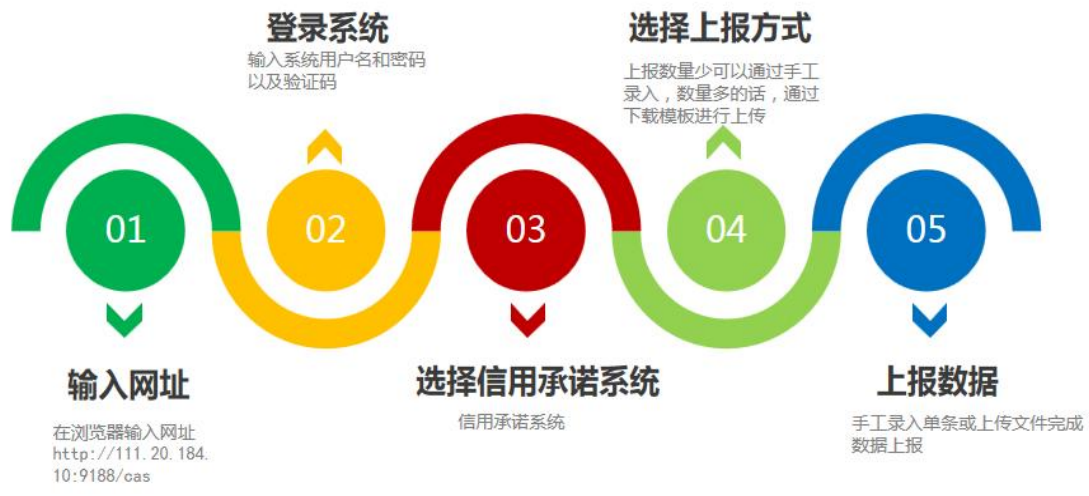 登录系统
输入系统用户名和密码
以及验证码
选择上报方式
上报数量少可以通过手工
录入，数量多的话，通过
下载模板进行上传
01
02
03
04
05
输入网址
在浏览器输入网址
http://111.20.184.
10:9188/cas
选择信用承诺系统
信用承诺系统
上报数据
手工录入单条或上传文件完成
数据上报